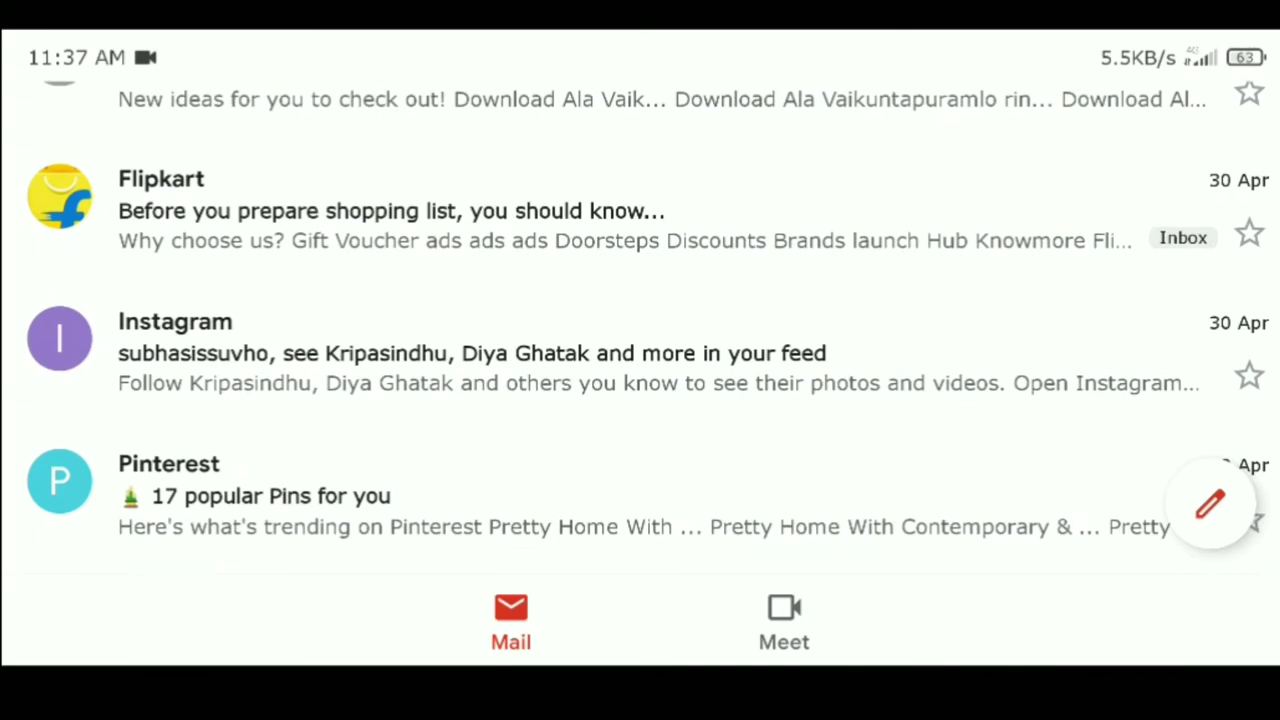 11:37 AM 5.5KB/s 4G 63
New ideas for you to check out! Download Ala Vaik... Download Ala Vaikuntapuramlo rin... Download Al...
Flipkart 30 Apr
Before you prepare shopping list, you should know...
Why choose us? Gift Voucher ads ads ads Doorsteps Discounts Brands launch Hub Knowmore Fli... Inbox
I
Instagram 30 Apr
subhasissuvho, see Kripasindhu, Diya Ghatak and more in your feed
Follow Kripasindhu, Diya Ghatak and others you know to see their photos and videos. Open Instagram...
P
Pinterest Apr
17 popular Pins for you
Here's what's trending on Pinterest Pretty Home With ... Pretty Home With Contemporary & ... Pretty
Mail Meet